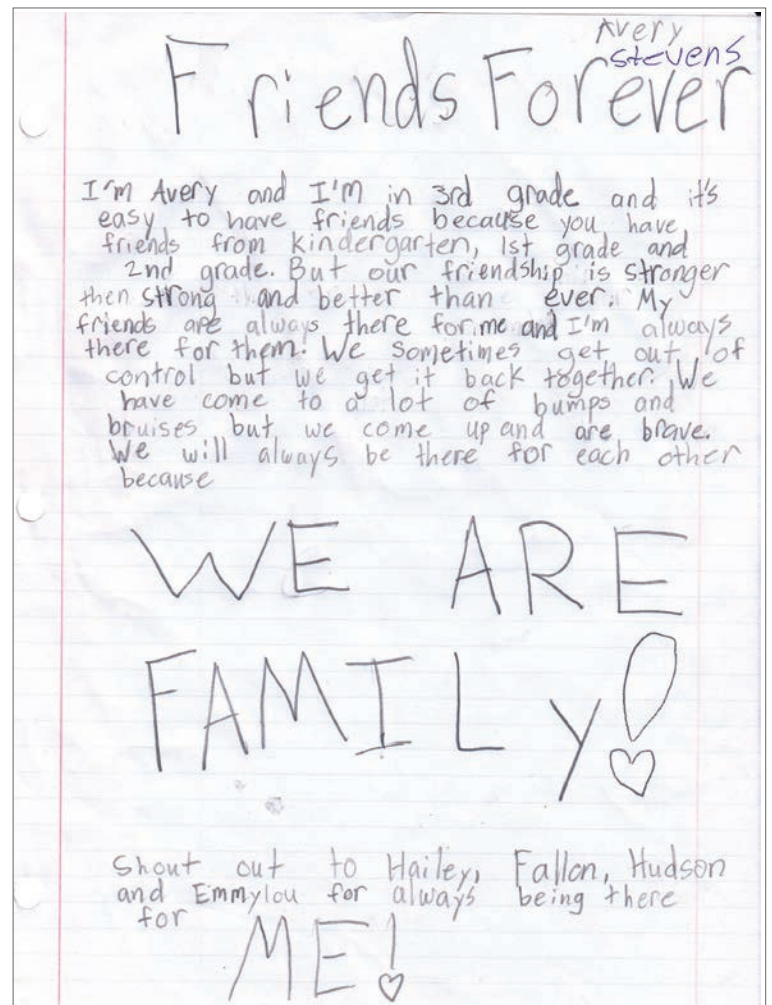 Avery
stevens
Friends Forever
I'm Avery and I'm in 3rd grade and it's
easy to have friends because you have
friends from kindergarten, 1st grade and
2nd grade. But our friendship is stronger
then strong and better than ever. My
friends are always there for me and I'm always
there for them. We sometimes get out of
control but we get it back together. We
have come to a lot of bumps and
bruises but we come up and are brave.
We will always be there for each other
because
WE ARE
FAMILy!
Shout out to Hailey, Fallon, Hudson
and Emmylou for always being there
for
ME!